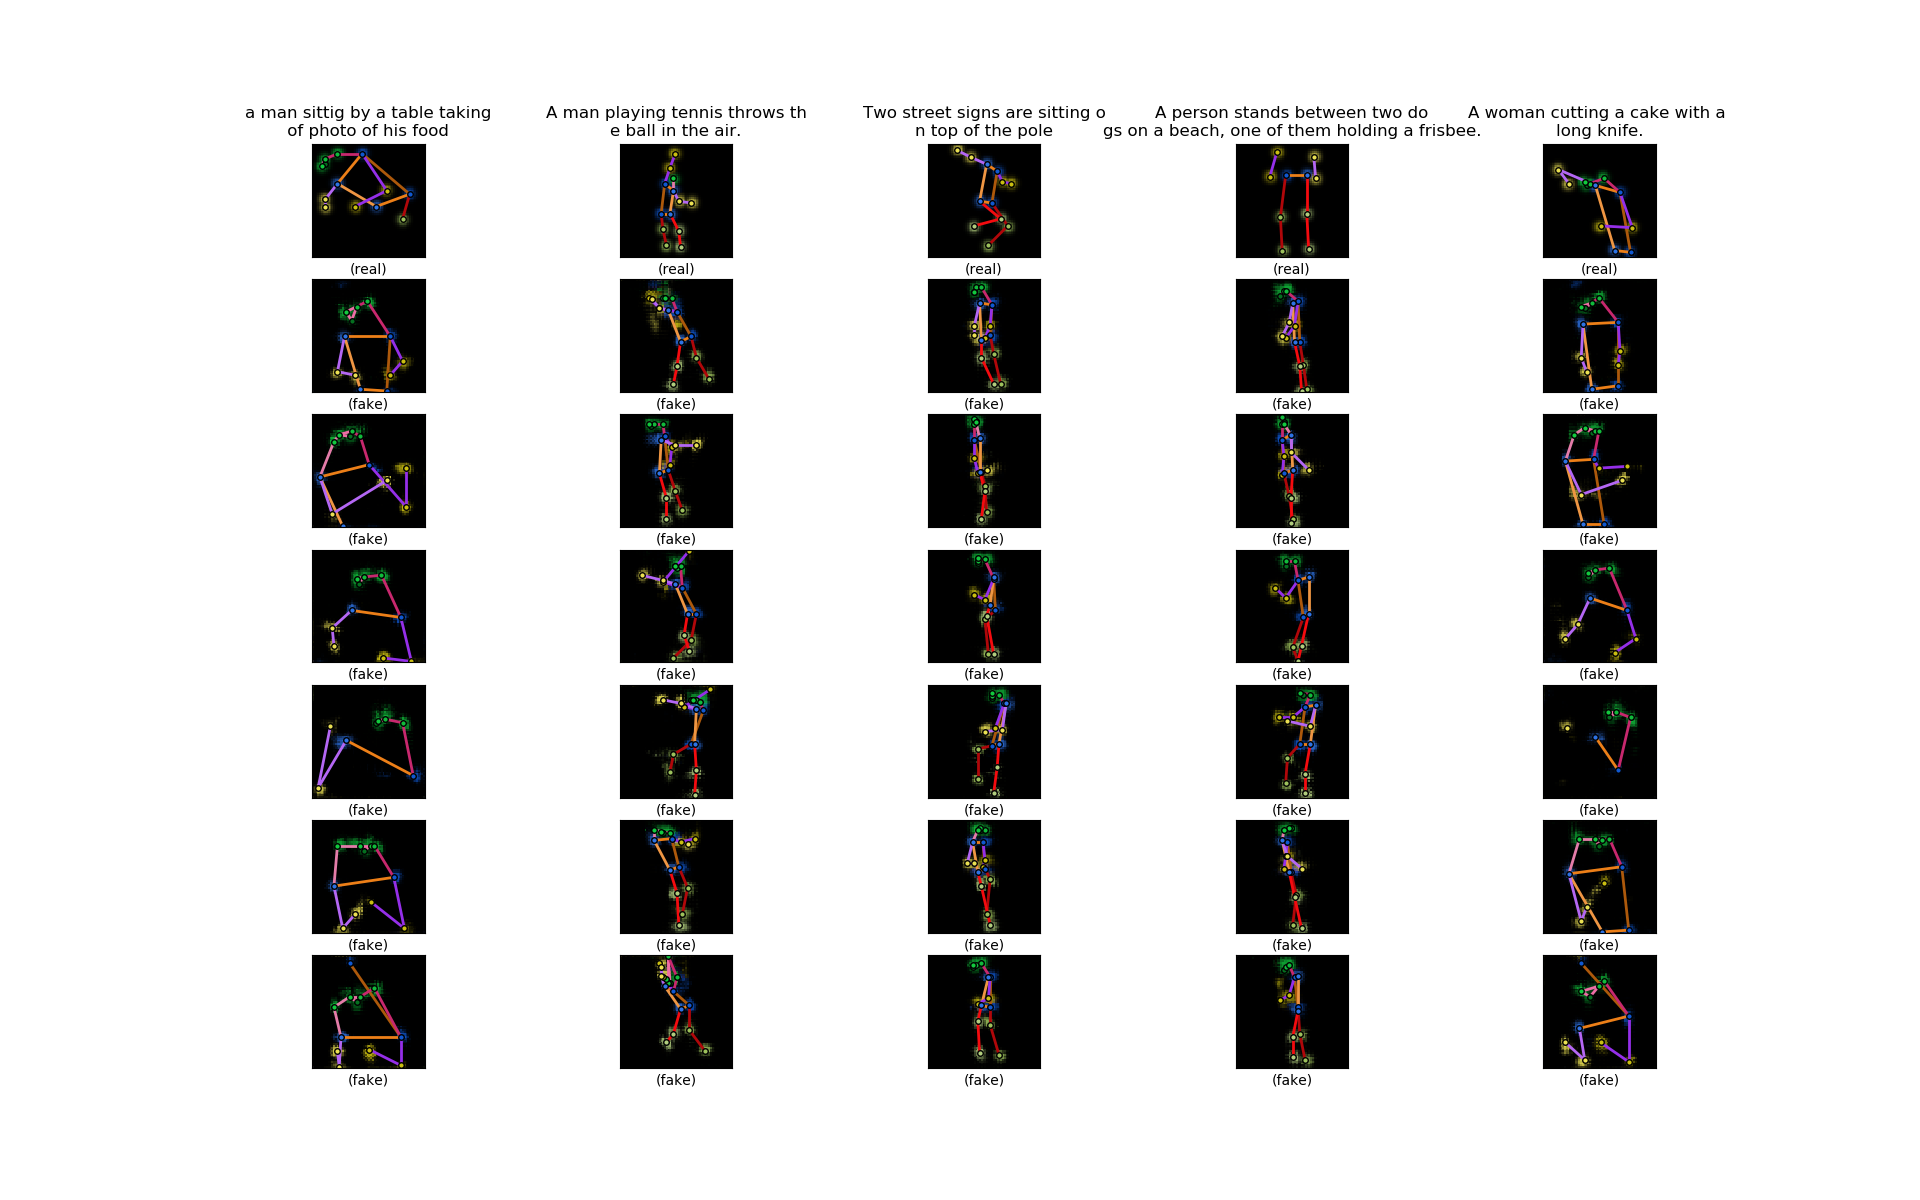 a man sittig by a table taking
of photo of his food
A man playing tennis throws th
e ball in the air.
Two street signs are sitting o
n top of the pole
A person stands between two do
gs on a beach, one of them holding a frisbee.
A woman cutting a cake with a
long knife.
(real) (real) (real) (real) (real)
(fake) (fake) (fake) (fake) (fake)
(fake) (fake) (fake) (fake) (fake)
(fake) (fake) (fake) (fake) (fake)
(fake) (fake) (fake) (fake) (fake)
(fake) (fake) (fake) (fake) (fake)
(fake) (fake) (fake) (fake) (fake)